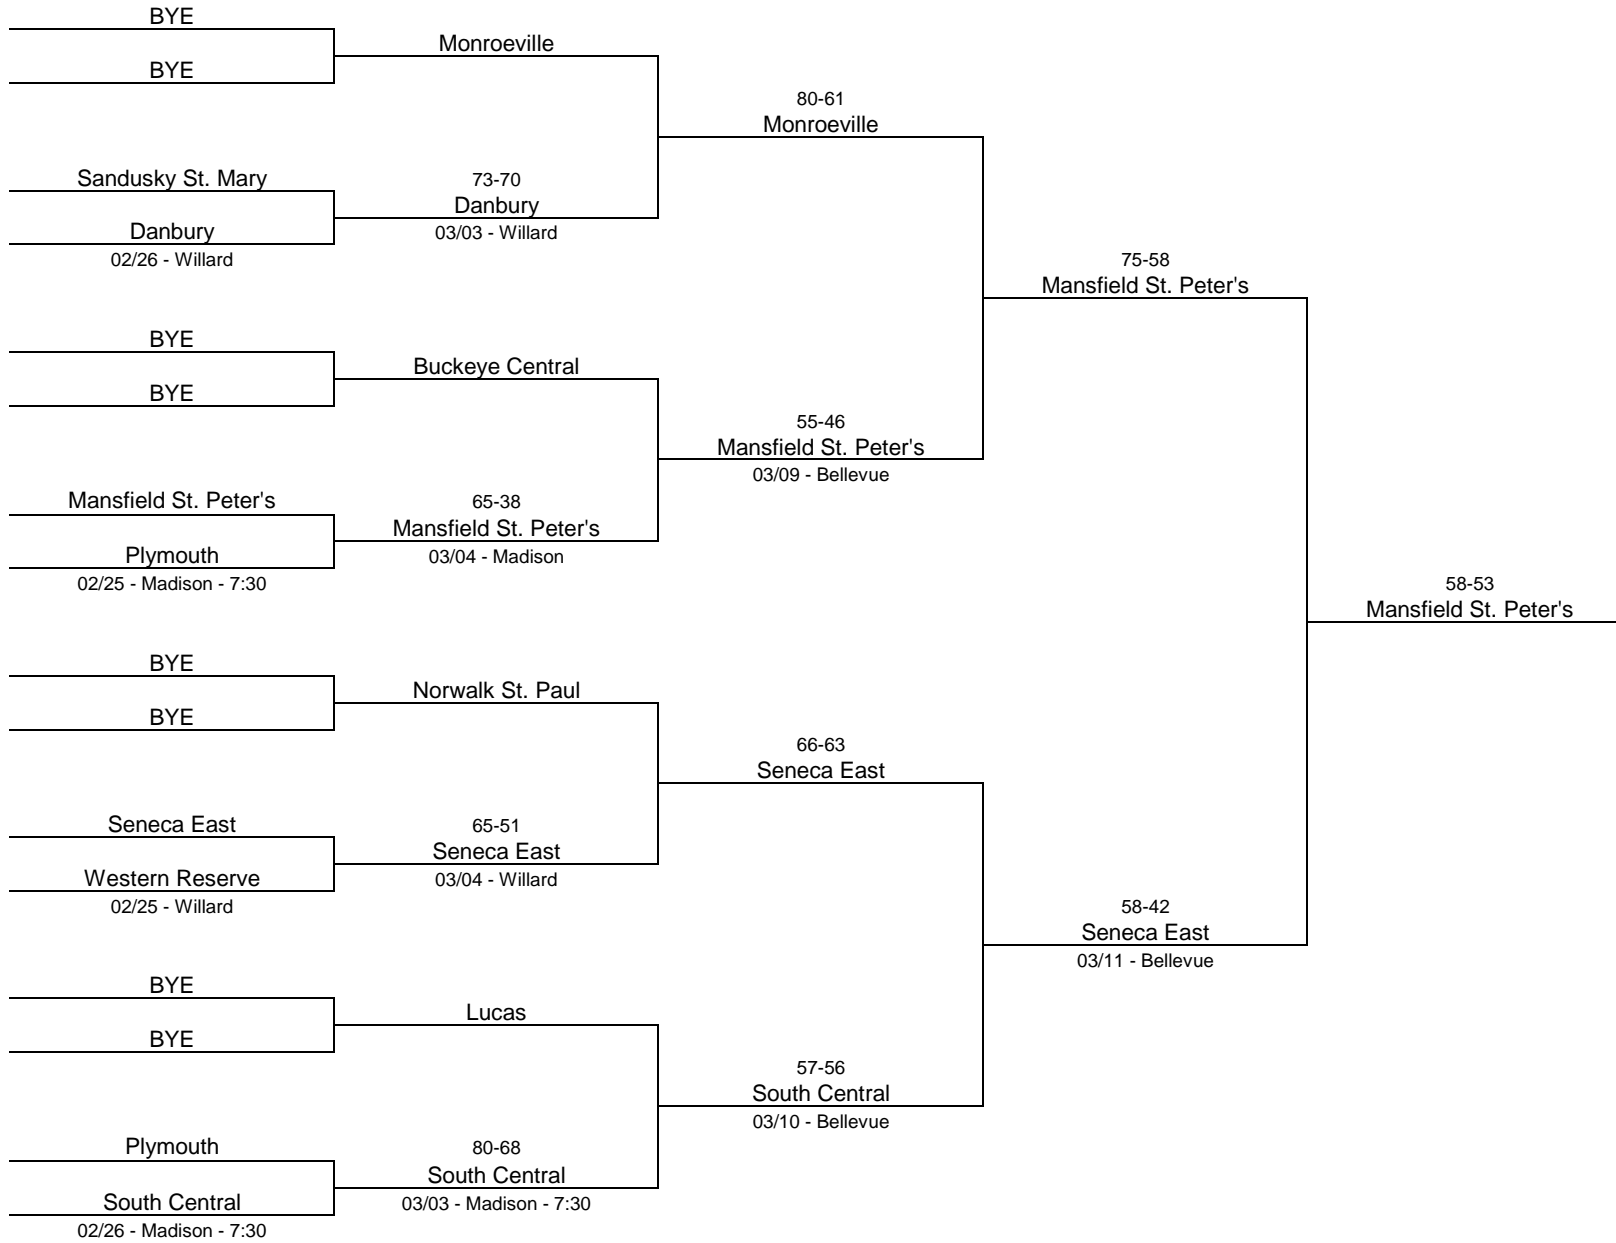 BYE
BYE
Monroeville
Sandusky St. Mary
Danbury
02/26 - Willard
73-70
Danbury
03/03 - Willard
80-61
Monroeville
BYE
BYE
Buckeye Central
Mansfield St. Peter's
Plymouth
02/25 - Madison - 7:30
65-38
Mansfield St. Peter's
03/04 - Madison
55-46
Mansfield St. Peter's
03/09 - Bellevue
75-58
Mansfield St. Peter's
BYE
BYE
Norwalk St. Paul
Seneca East
Western Reserve
02/25 - Willard
65-51
Seneca East
03/04 - Willard
66-63
Seneca East
BYE
BYE
Lucas
Plymouth
South Central
02/26 - Madison - 7:30
80-68
South Central
03/03 - Madison - 7:30
57-56
South Central
03/10 - Bellevue
58-42
Seneca East
03/11 - Bellevue
58-53
Mansfield St. Peter's